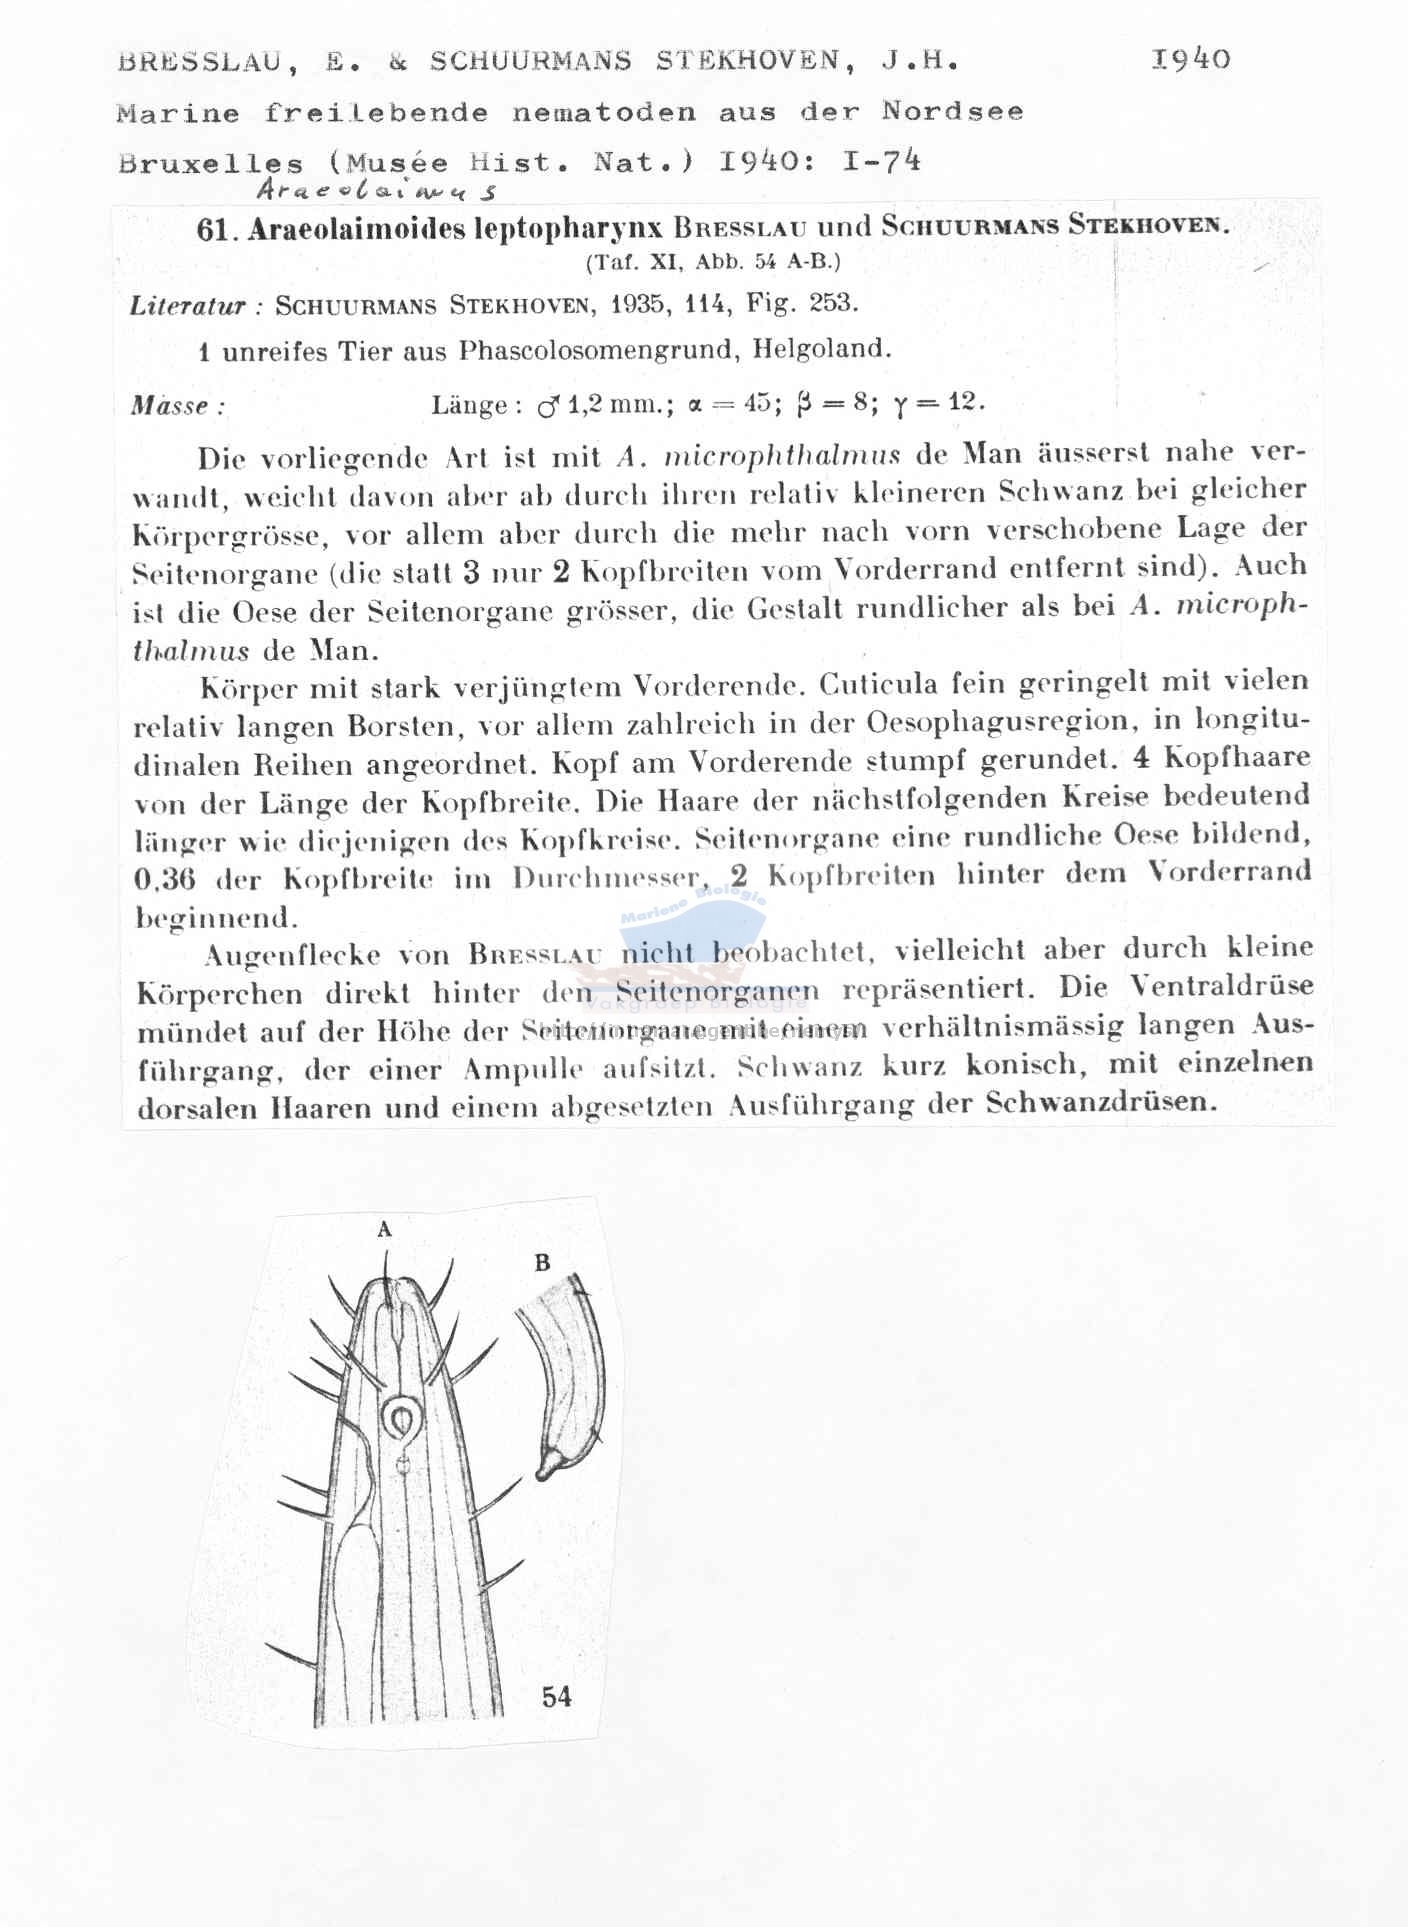 BRESSLAU, E. & SCHUURMANS STEKHOVEN, J.H. 1940
Marine freilebende nematoden aus der Nordsee
Bruxelles (Musée Hist. Nat.) 1940: I-74
Araeolaimus
61. Araeolaimoides leptopharynx BRESSLAU und SCHUURMANS STEKHOVEN.
(Taf. XI, Abb. 54 A-B.)
Literatur : SCHUURMANS STEKHOVEN, 1935, 114, Fig. 253.
1 unreifes Tier aus Phascolosomengrund, Helgoland.
Masse : Länge : ♂ 1,2 mm.; α = 45; β = 8; γ = 12.
Die vorliegende Art ist mit A. microphthalmus de Man äusserst nahe ver-
wandt, weicht davon aber ab durch ihren relativ kleineren Schwanz bei gleicher
Körpergrösse, vor allem aber durch die mehr nach vorn verschobene Lage der
Seitenorgane (die statt 3 nur 2 Kopfbreiten vom Vorderrand entfernt sind). Auch
ist die Oese der Seitenorgane grösser, die Gestalt rundlicher als bei A. microph-
thalmus de Man.
Körper mit stark verjüngtem Vorderende. Cuticula fein geringelt mit vielen
relativ langen Borsten, vor allem zahlreich in der Oesophagusregion, in longitu-
dinalen Reihen angeordnet. Kopf am Vorderende stumpf gerundet. 4 Kopfhaare
von der Länge der Kopfbreite. Die Haare der nächstfolgenden Kreise bedeutend
länger wie diejenigen des Kopfkreise. Seitenorgane eine rundliche Oese bildend,
0,36 der Kopfbreite im Durchmesser, 2 Kopfbreiten hinter dem Vorderrand
beginnend.
Mariene Biologie
Augenflecke von BRESSLAU nicht beobachtet, vielleicht aber durch kleine
Körperchen direkt hinter den Seitenorganen repräsentiert. Die Ventraldrüse
Vakgroep Biologie
mündet auf der Höhe der Seitenorgane mit einem verhältnismässig langen Aus-
führgang, der einer Ampulle aufsitzt. Schwanz kurz konisch, mit einzelnen
dorsalen Haaren und einem abgesetzten Ausführgang der Schwanzdrüsen.
A
B
54